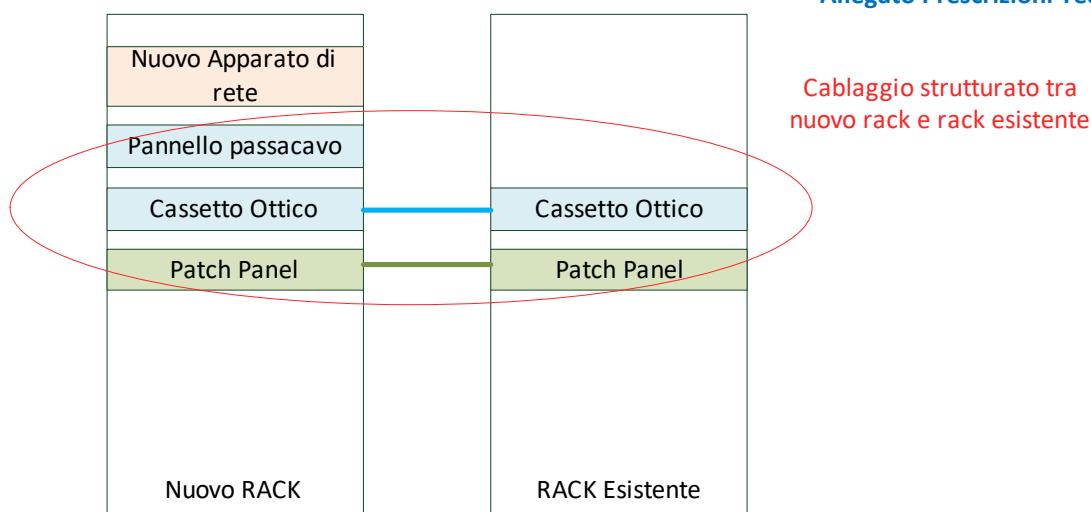 Nuovo Apparato di
rete
Cablaggio strutturato tra
nuovo rack e rack esistente
Pannello passacavo
Cassetto Ottico
Cassetto Ottico
Patch Panel
Patch Panel
Nuovo RACK
RACK Esistente